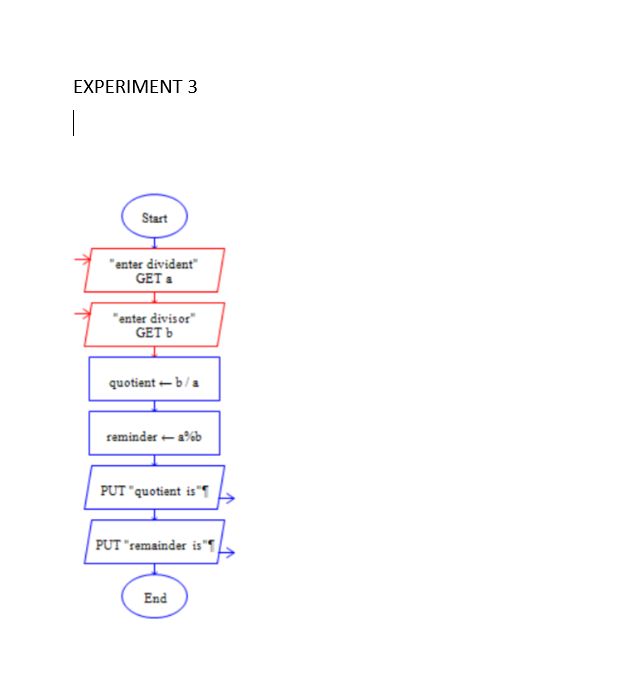 EXPERIMENT 3
Start
"enter divident"
GET a
"enter divisor"
GET b
quotient ← b / a
reminder ← a%b
PUT "quotient is"¶
PUT "remainder is"¶
End